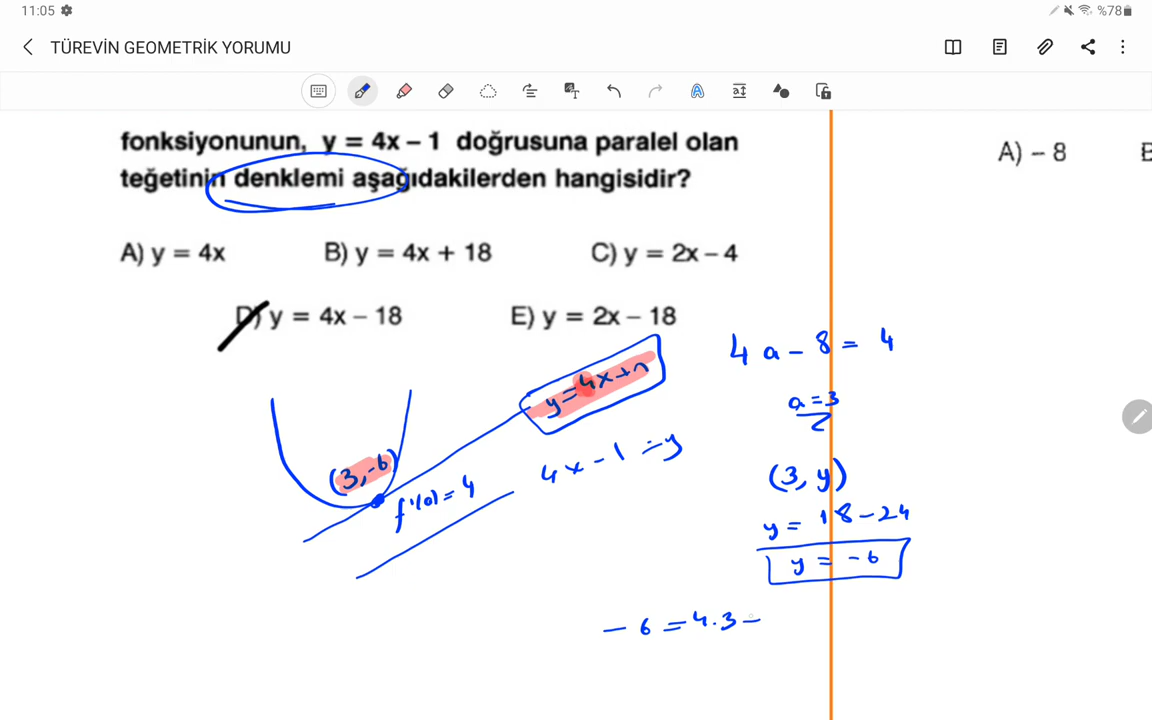 11:05
%78
TÜREVİN GEOMETRİK YORUMU
fonksiyonunun, y = 4x – 1 doğrusuna paralel olan
teğetinin denklemi aşağıdakilerden hangisidir?
A) y = 4x B) y = 4x + 18 C) y = 2x – 4
D) y = 4x – 18 E) y = 2x – 18
A) – 8
4a - 8 = 4
a = 3
y = 4x+n
4x - 1 = y
(3, -6)
f'(a) = 4
(3, y)
y = 18 - 24
y = -6
- 6 = 4.3 -